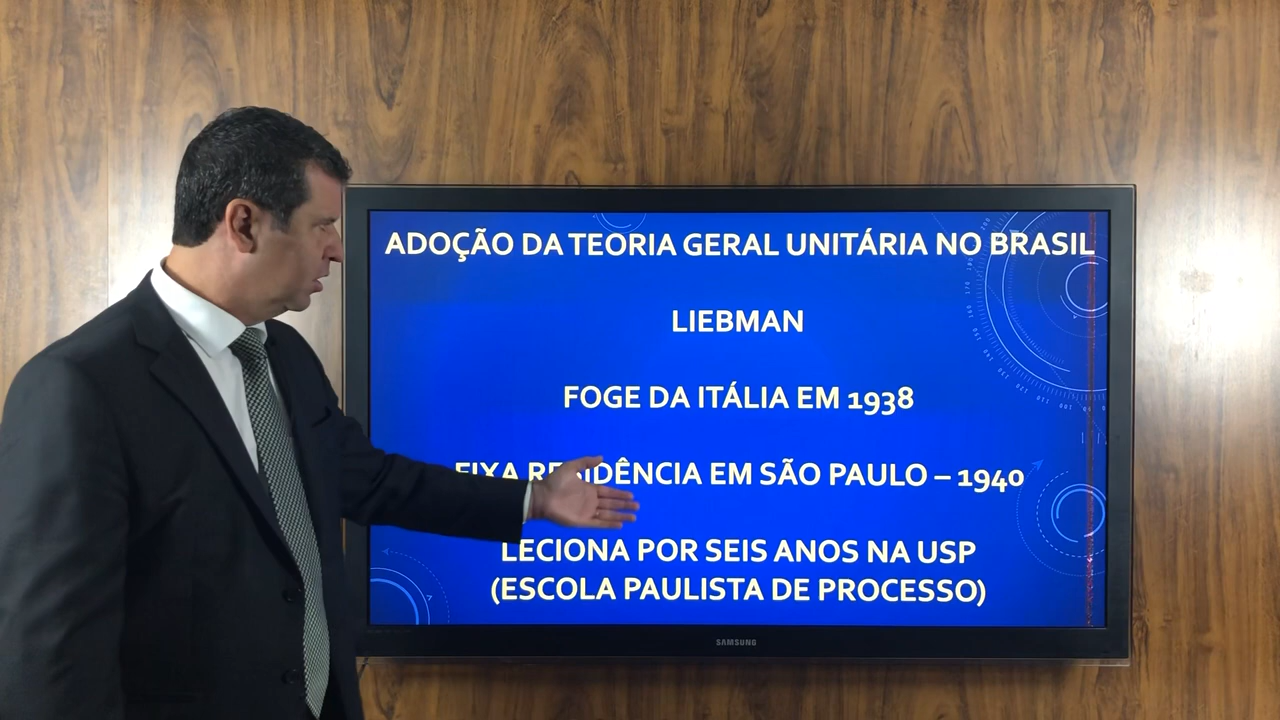 ADOÇÃO DA TEORIA GERAL UNITÁRIA NO BRASIL
LIEBMAN
FOGE DA ITÁLIA EM 1938
FIXA RESIDÊNCIA EM SÃO PAULO – 1940
LECIONA POR SEIS ANOS NA USP
(ESCOLA PAULISTA DE PROCESSO)
SAMSUNG